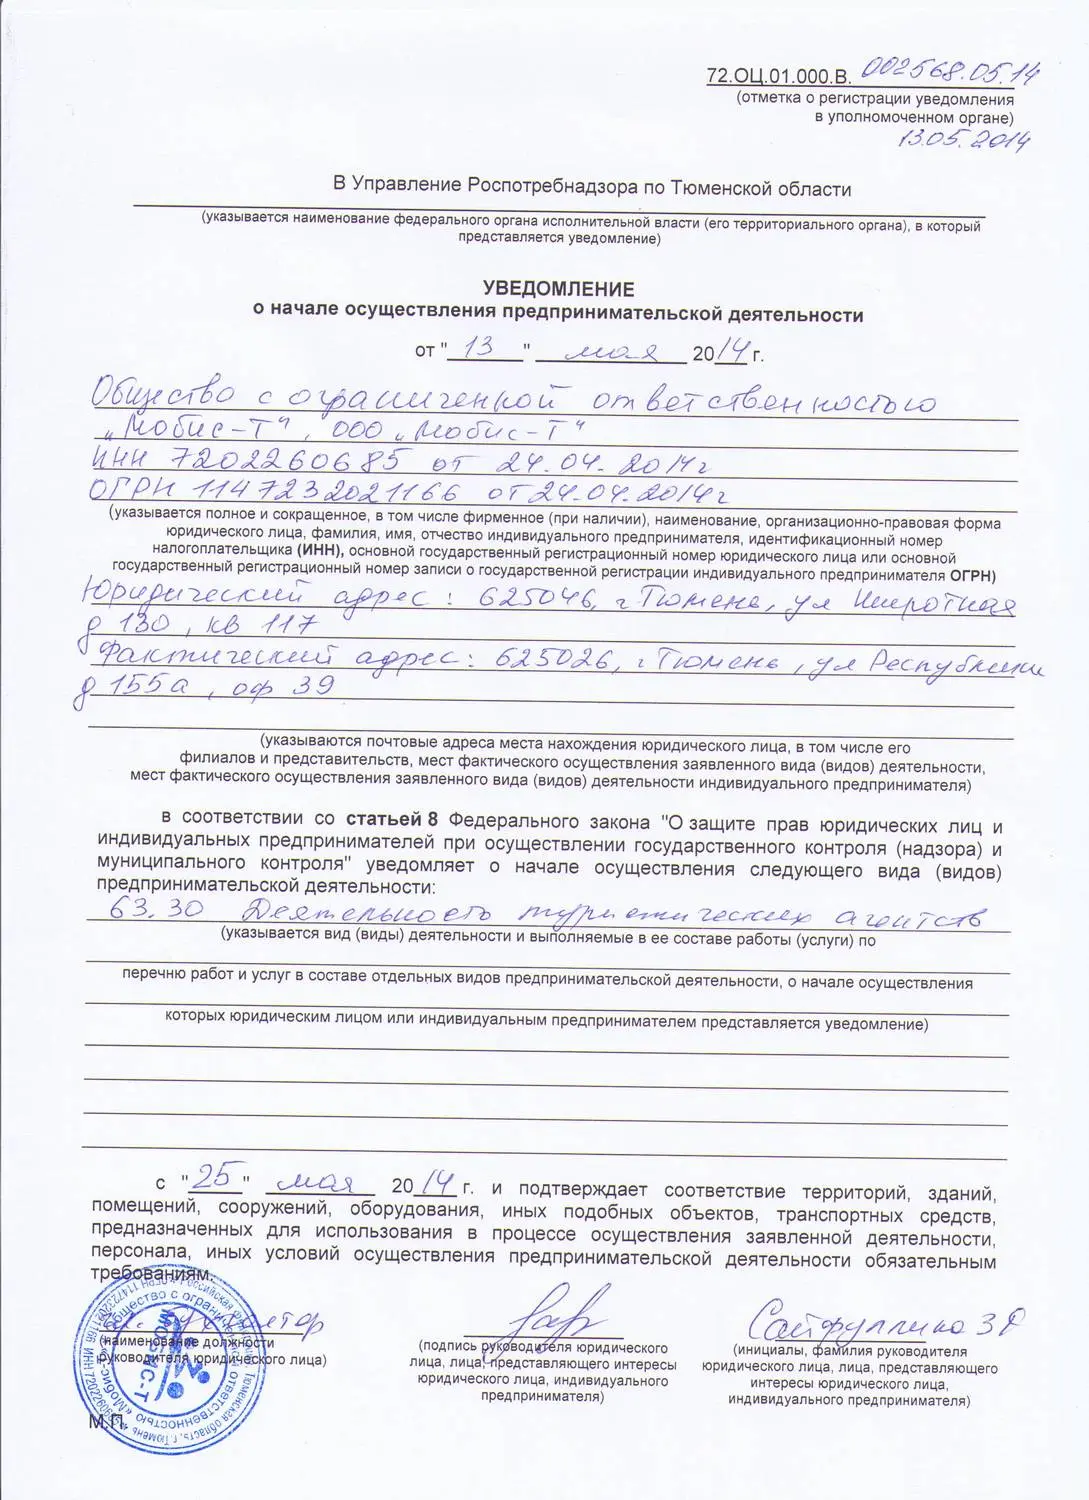 72.ОЦ.01.000.В. 002568.05.14
(отметка о регистрации уведомления
в уполномоченном органе)
13.05.2014
В Управление Роспотребнадзора по Тюменской области
(указывается наименование федерального органа исполнительной власти (его территориального органа), в который
представляется уведомление)
УВЕДОМЛЕНИЕ
о начале осуществления предпринимательской деятельности
от "13" мая 2014 г.
Общество с ограниченной ответственностью
„Мобис-Т", ООО „Мобис-Т"
ИНН 7202260685 от 24.04.2014г
ОГРН 1147232021166 от 24.04.2014г
(указывается полное и сокращенное, в том числе фирменное (при наличии), наименование, организационно-правовая форма
юридического лица, фамилия, имя, отчество индивидуального предпринимателя, идентификационный номер
налогоплательщика (ИНН), основной государственный регистрационный номер юридического лица или основной
государственный регистрационный номер записи о государственной регистрации индивидуального предпринимателя ОГРН)
Юридический адрес: 625046, г Тюмень, ул Широтная
д 130, кв 117
Фактический адрес: 625026, г Тюмень, ул Республики
д 155а, оф 39
(указываются почтовые адреса места нахождения юридического лица, в том числе его
филиалов и представительств, мест фактического осуществления заявленного вида (видов) деятельности,
мест фактического осуществления заявленного вида (видов) деятельности индивидуального предпринимателя)
в соответствии со статьей 8 Федерального закона "О защите прав юридических лиц и
индивидуальных предпринимателей при осуществлении государственного контроля (надзора) и
муниципального контроля" уведомляет о начале осуществления следующего вида (видов)
предпринимательской деятельности:
63.30 Деятельность туристических агентств
(указывается вид (виды) деятельности и выполняемые в ее составе работы (услуги) по
перечню работ и услуг в составе отдельных видов предпринимательской деятельности, о начале осуществления
которых юридическим лицом или индивидуальным предпринимателем представляется уведомление)
с "25" мая 2014 г. и подтверждает соответствие территорий, зданий,
помещений, сооружений, оборудования, иных подобных объектов, транспортных средств,
предназначенных для использования в процессе осуществления заявленной деятельности,
персонала, иных условий осуществления предпринимательской деятельности обязательным
требованиям.
директор Сайфуллина З Р
(наименование должности
руководителя юридического лица)
(подпись руководителя юридического
лица, лица, представляющего интересы
юридического лица, индивидуального
предпринимателя)
(инициалы, фамилия руководителя
юридического лица, лица, представляющего
интересы юридического лица,
индивидуального предпринимателя)
М.П.
МОБИС-Т